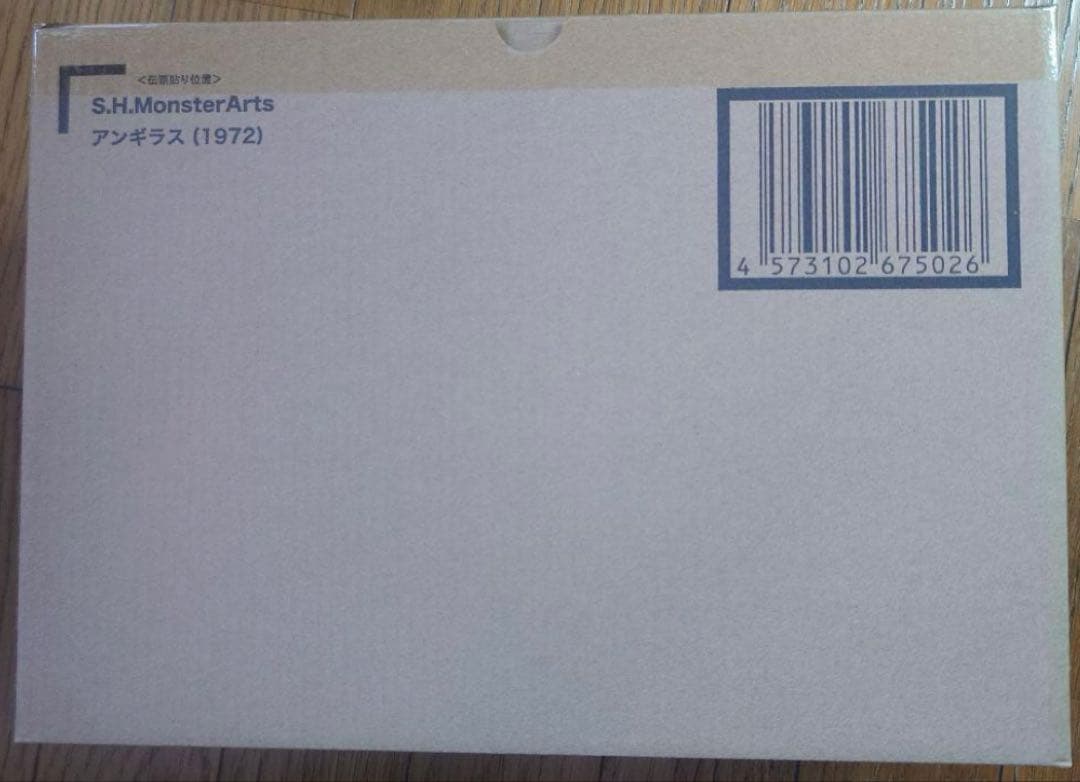 <伝票貼り位置>
S.H.MonsterArts
アンギラス (1972)
4 573102 675026